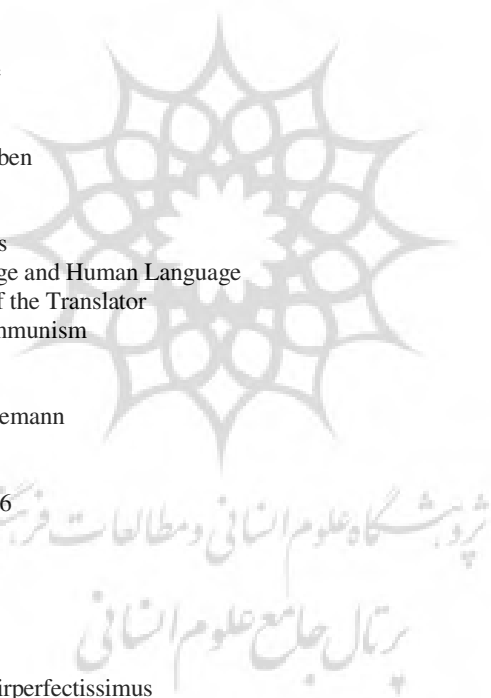 ben
s
ge and Human Language
f the Translator
mmunism
emann
6
پژوهشگاه علوم انسانی و مطالعات فرهنگی
پرتال جامع علوم انسانی
irperfectissimus